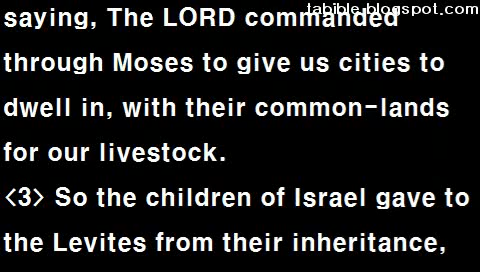 tabible.blogspot.com
saying, The LORD commanded
through Moses to give us cities to
dwell in, with their common-lands
for our livestock.
<3> So the children of Israel gave to
the Levites from their inheritance,